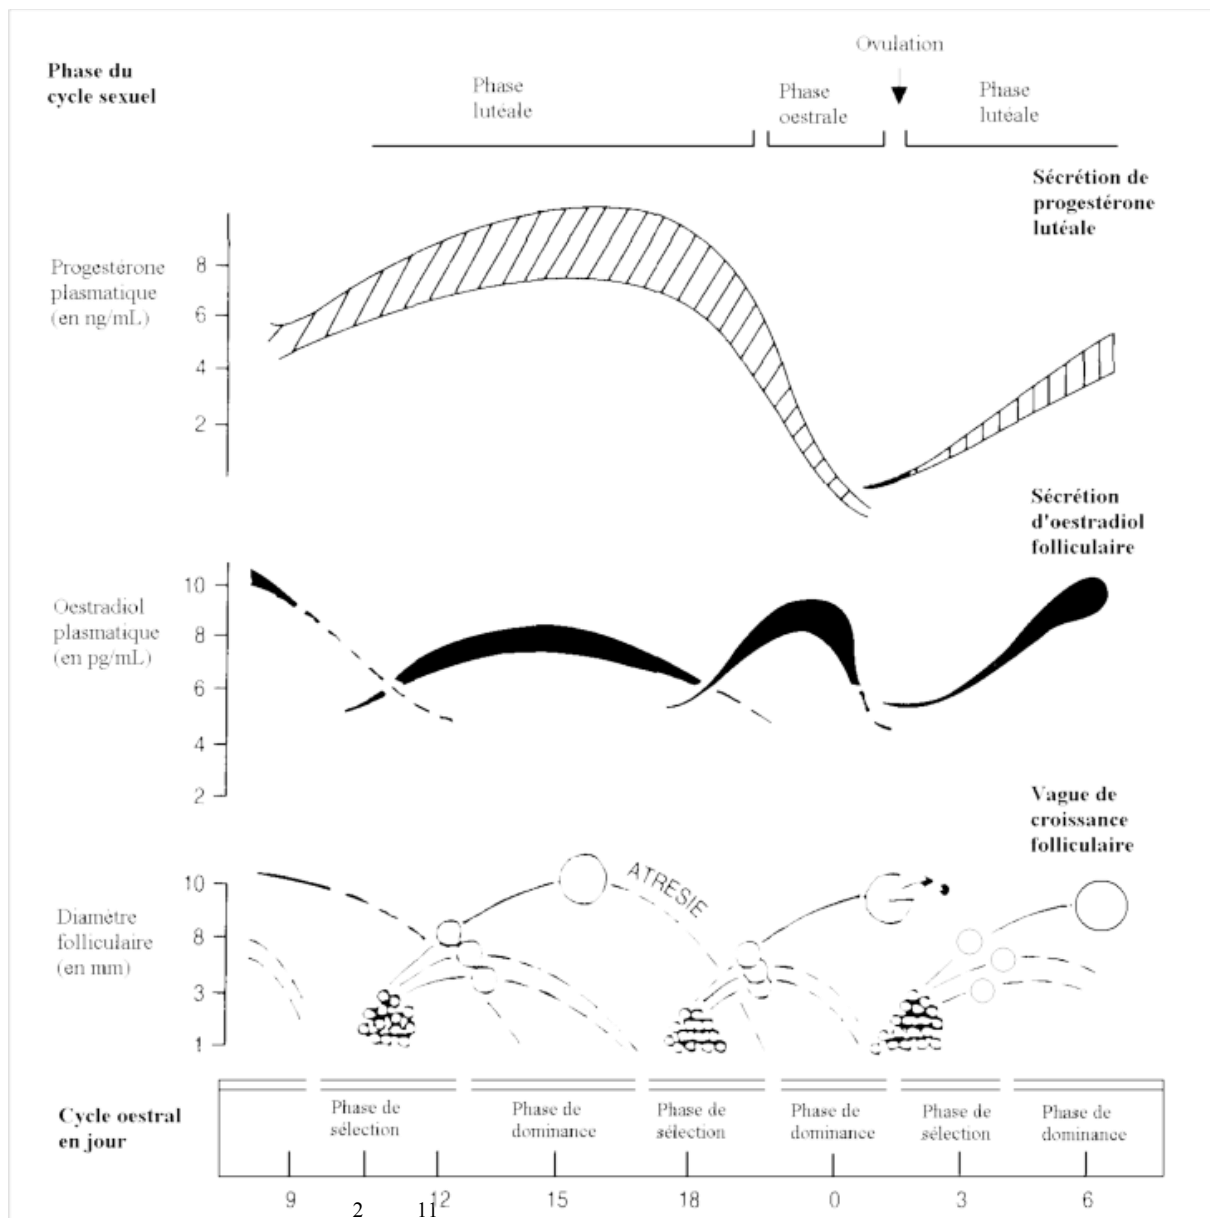 Ovulation
Phase du
cycle sexuel
Phase
lutéale
Phase
oestrale
Phase
lutéale
Sécrétion de
progestérone
lutéale
Progestérone
plasmatique
(en ng/mL)
8
6
4
2
Sécrétion
d'oestradiol
folliculaire
Oestradiol
plasmatique
(en pg/mL)
10
8
6
4
2
Vague de
croissance
folliculaire
Diamètre
folliculaire
(en mm)
10
8
3
1
ATRESIE
Cycle oestral
en jour
Phase de
sélection
Phase de
dominance
Phase de
sélection
Phase de
dominance
Phase de
sélection
Phase de
dominance
9 12 15 18 0 3 6
2 11